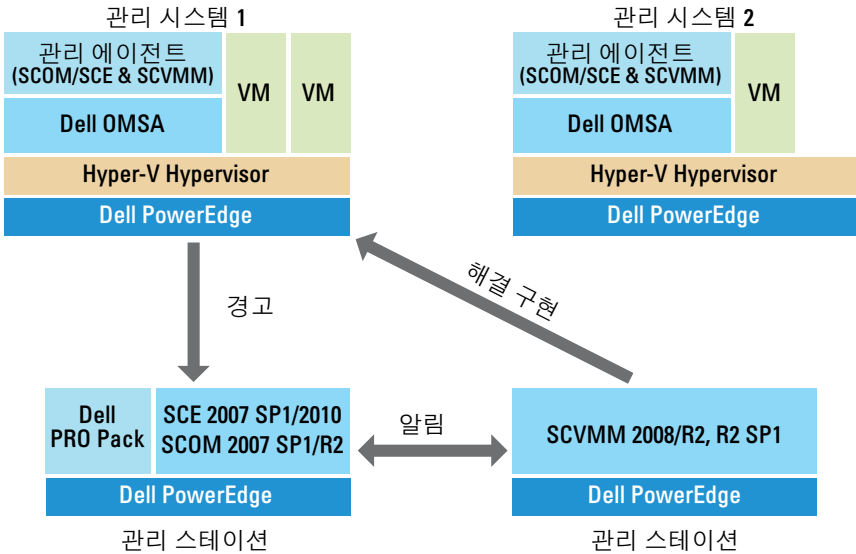 관리 시스템 1
관리 에이전트
(SCOM/SCE & SCVMM)
Dell OMSA
VM
VM
Hyper-V Hypervisor
Dell PowerEdge
관리 시스템 2
관리 에이전트
(SCOM/SCE & SCVMM)
Dell OMSA
VM
Hyper-V Hypervisor
Dell PowerEdge
경고
해결 구현
Dell
PRO Pack
SCE 2007 SP1/2010
SCOM 2007 SP1/R2
Dell PowerEdge
관리 스테이션
알림
SCVMM 2008/R2, R2 SP1
Dell PowerEdge
관리 스테이션